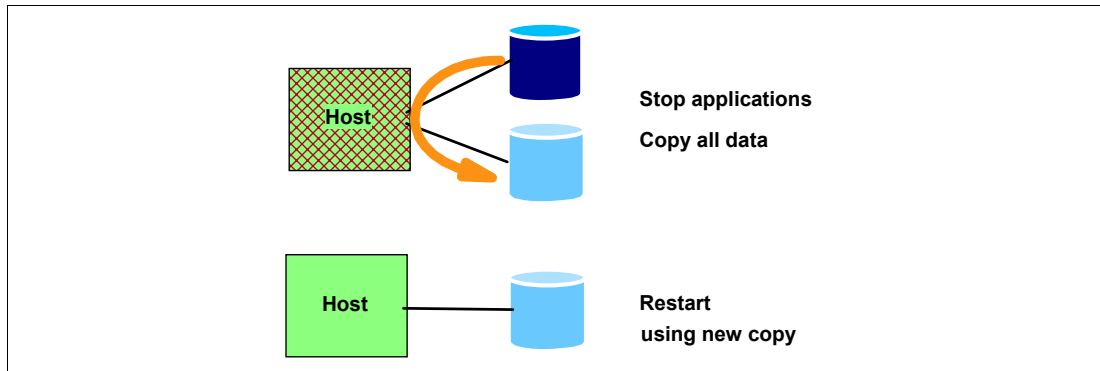 Host
Stop applications
Copy all data
Host
Restart
using new copy